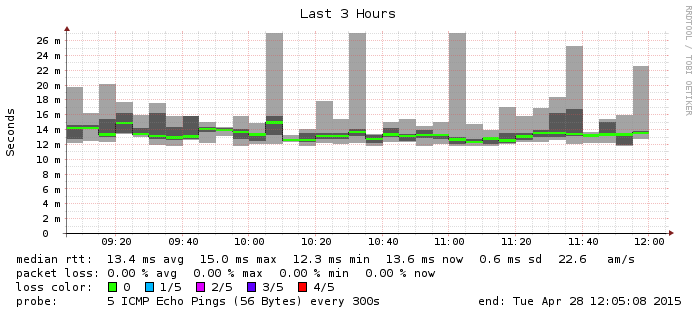 Last 3 Hours
RRDTOOL / TOBI OETIKER
Seconds
26 m
24 m
22 m
20 m
18 m
16 m
14 m
12 m
10 m
8 m
6 m
4 m
2 m
0
09:20 09:40 10:00 10:20 10:40 11:00 11:20 11:40 12:00
median rtt: 13.4 ms avg 15.0 ms max 12.3 ms min 13.6 ms now 0.6 ms sd 22.6 am/s
packet loss: 0.00 % avg 0.00 % max 0.00 % min 0.00 % now
loss color: 0 1/5 2/5 3/5 4/5
probe: 5 ICMP Echo Pings (56 Bytes) every 300s end: Tue Apr 28 12:05:08 2015